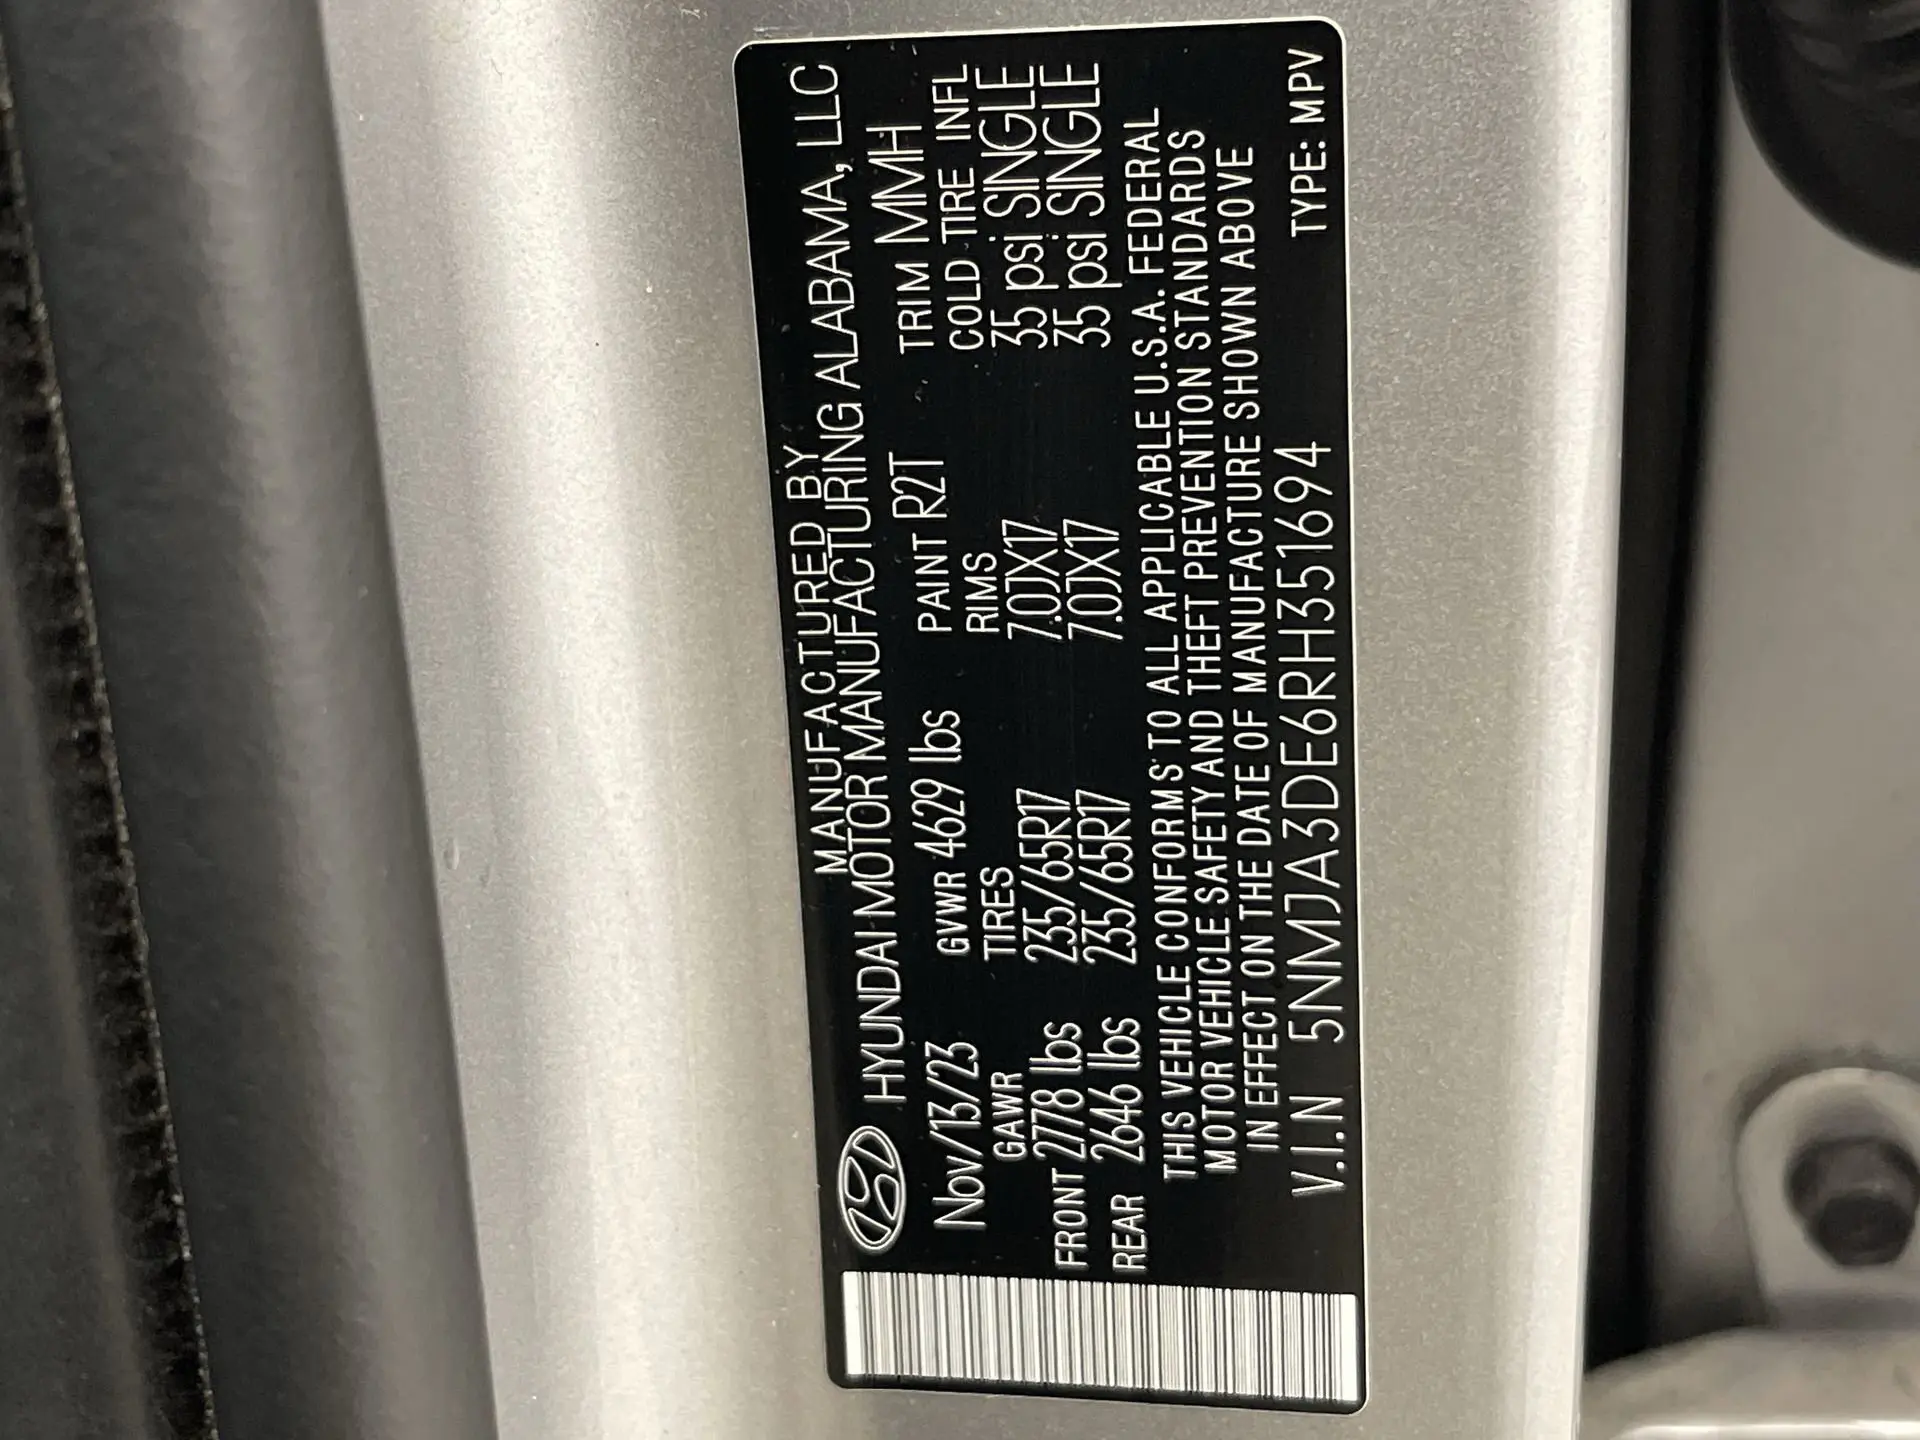 MANUFACTURED BY
HYUNDAI MOTOR MANUFACTURING ALABAMA, LLC
Nov/13/23 GVWR 4629 lbs PAINT R2T TRIM MMH
GAWR TIRES RIMS COLD TIRE INFL
FRONT 2778 lbs 235/65R17 7.0JX17 35 psi SINGLE
REAR 2646 lbs 235/65R17 7.0JX17 35 psi SINGLE
THIS VEHICLE CONFORMS TO ALL APPLICABLE U.S.A. FEDERAL
MOTOR VEHICLE SAFETY AND THEFT PREVENTION STANDARDS
IN EFFECT ON THE DATE OF MANUFACTURE SHOWN ABOVE
V.I.N 5NMJA3DE6RH351694 TYPE: MPV